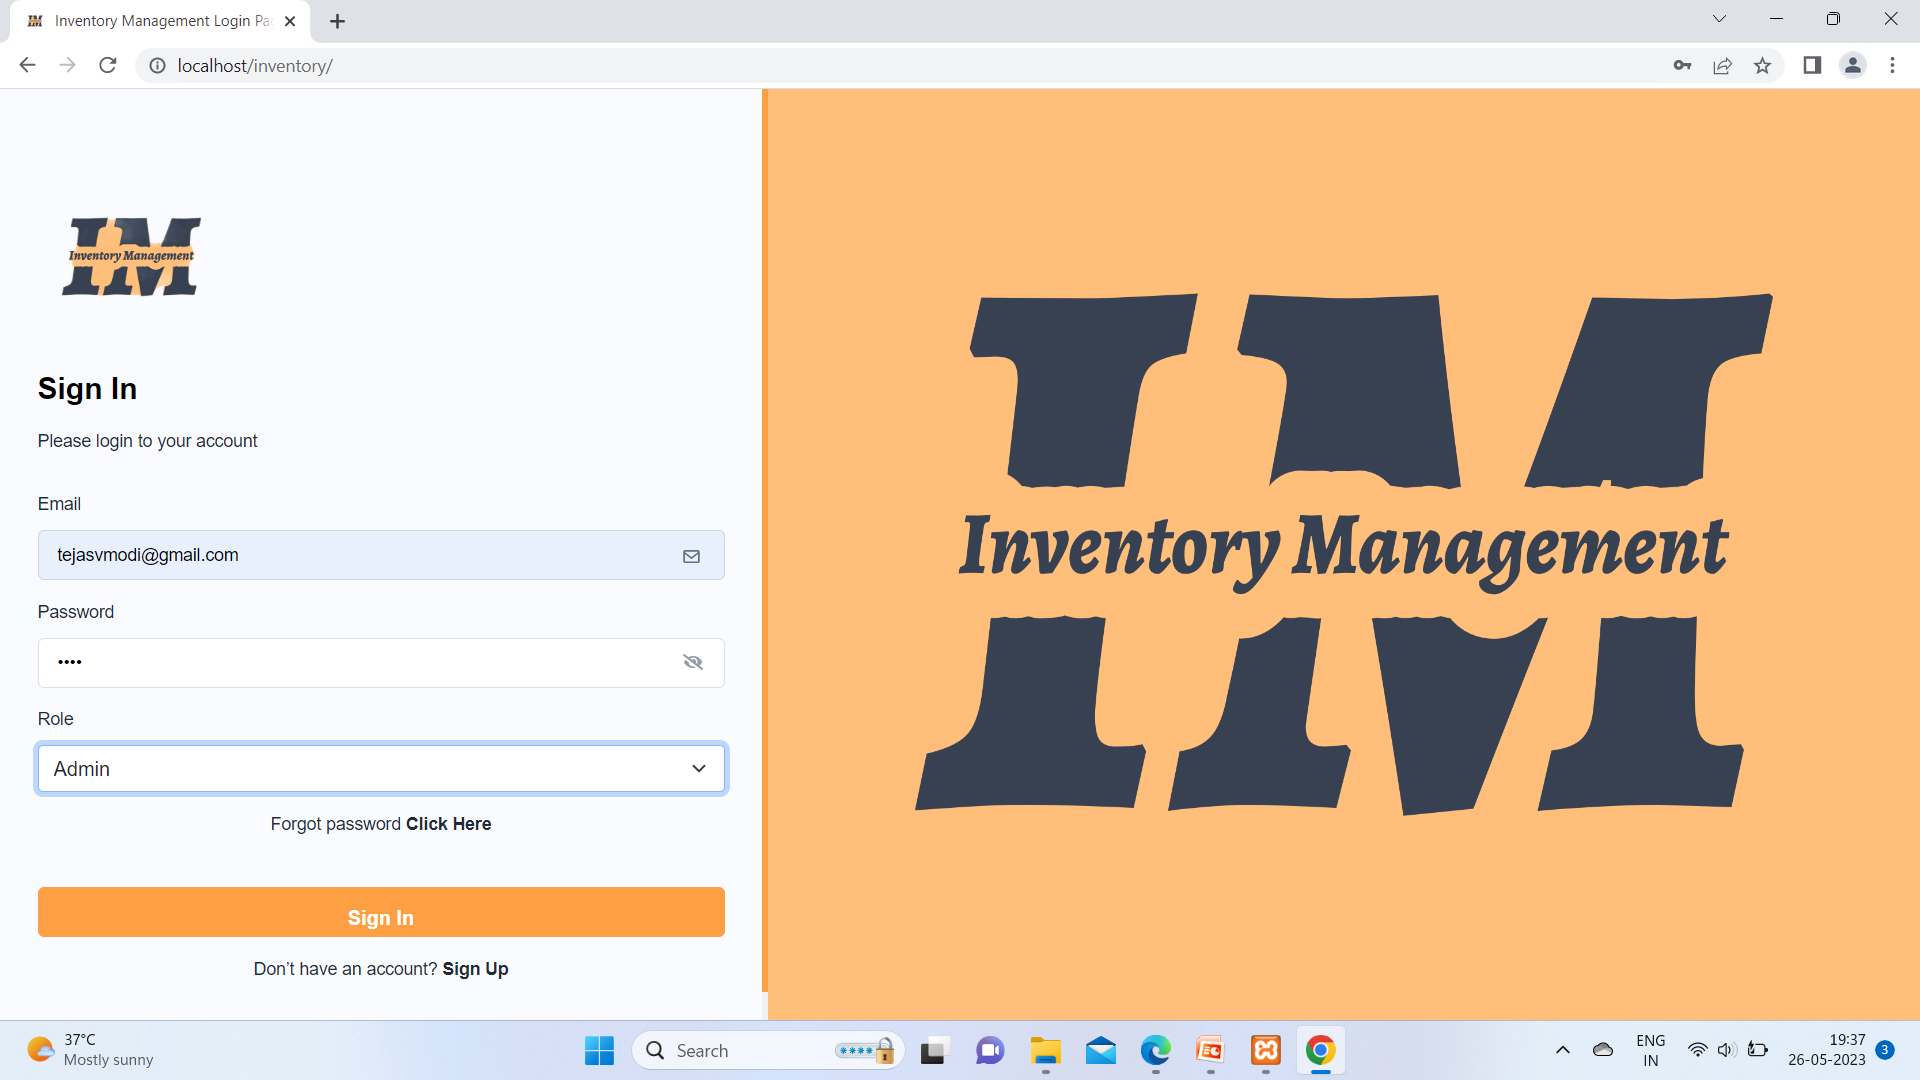 Inventory Management Login Pa
localhost/inventory/
IM
Inventory Management
Sign In
Please login to your account
Email
tejasvmodi@gmail.com
Password
••••
Role
Admin
Forgot password Click Here
Sign In
Don’t have an account? Sign Up
IM
Inventory Management
37°C
Mostly sunny
Search
ENG
IN
19:37
26-05-2023
3